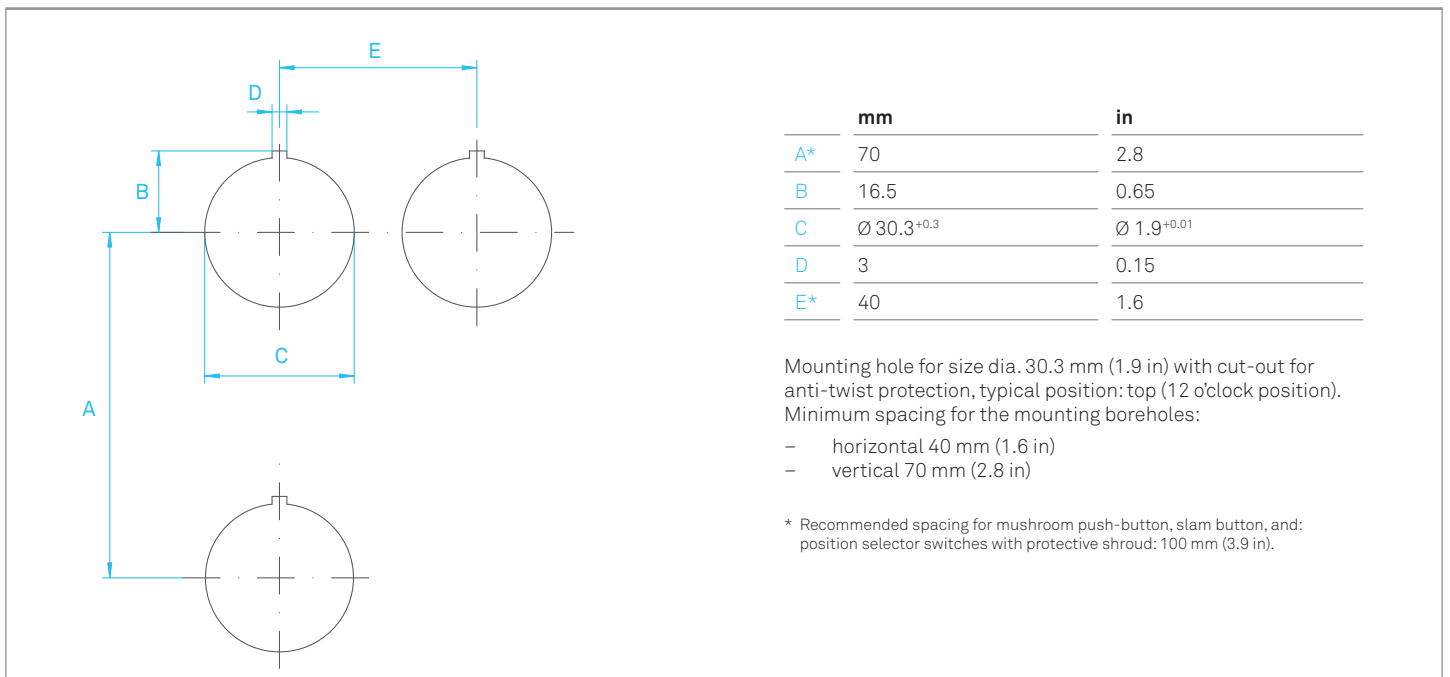 E
D
B
C
A
mm in
A* 70 2.8
B 16.5 0.65
C Ø 30.3+0.3 Ø 1.9+0.01
D 3 0.15
E* 40 1.6
Mounting hole for size dia. 30.3 mm (1.9 in) with cut-out for
anti-twist protection, typical position: top (12 o’clock position).
Minimum spacing for the mounting boreholes:
– horizontal 40 mm (1.6 in)
– vertical 70 mm (2.8 in)
* Recommended spacing for mushroom push-button, slam button, and:
position selector switches with protective shroud: 100 mm (3.9 in).